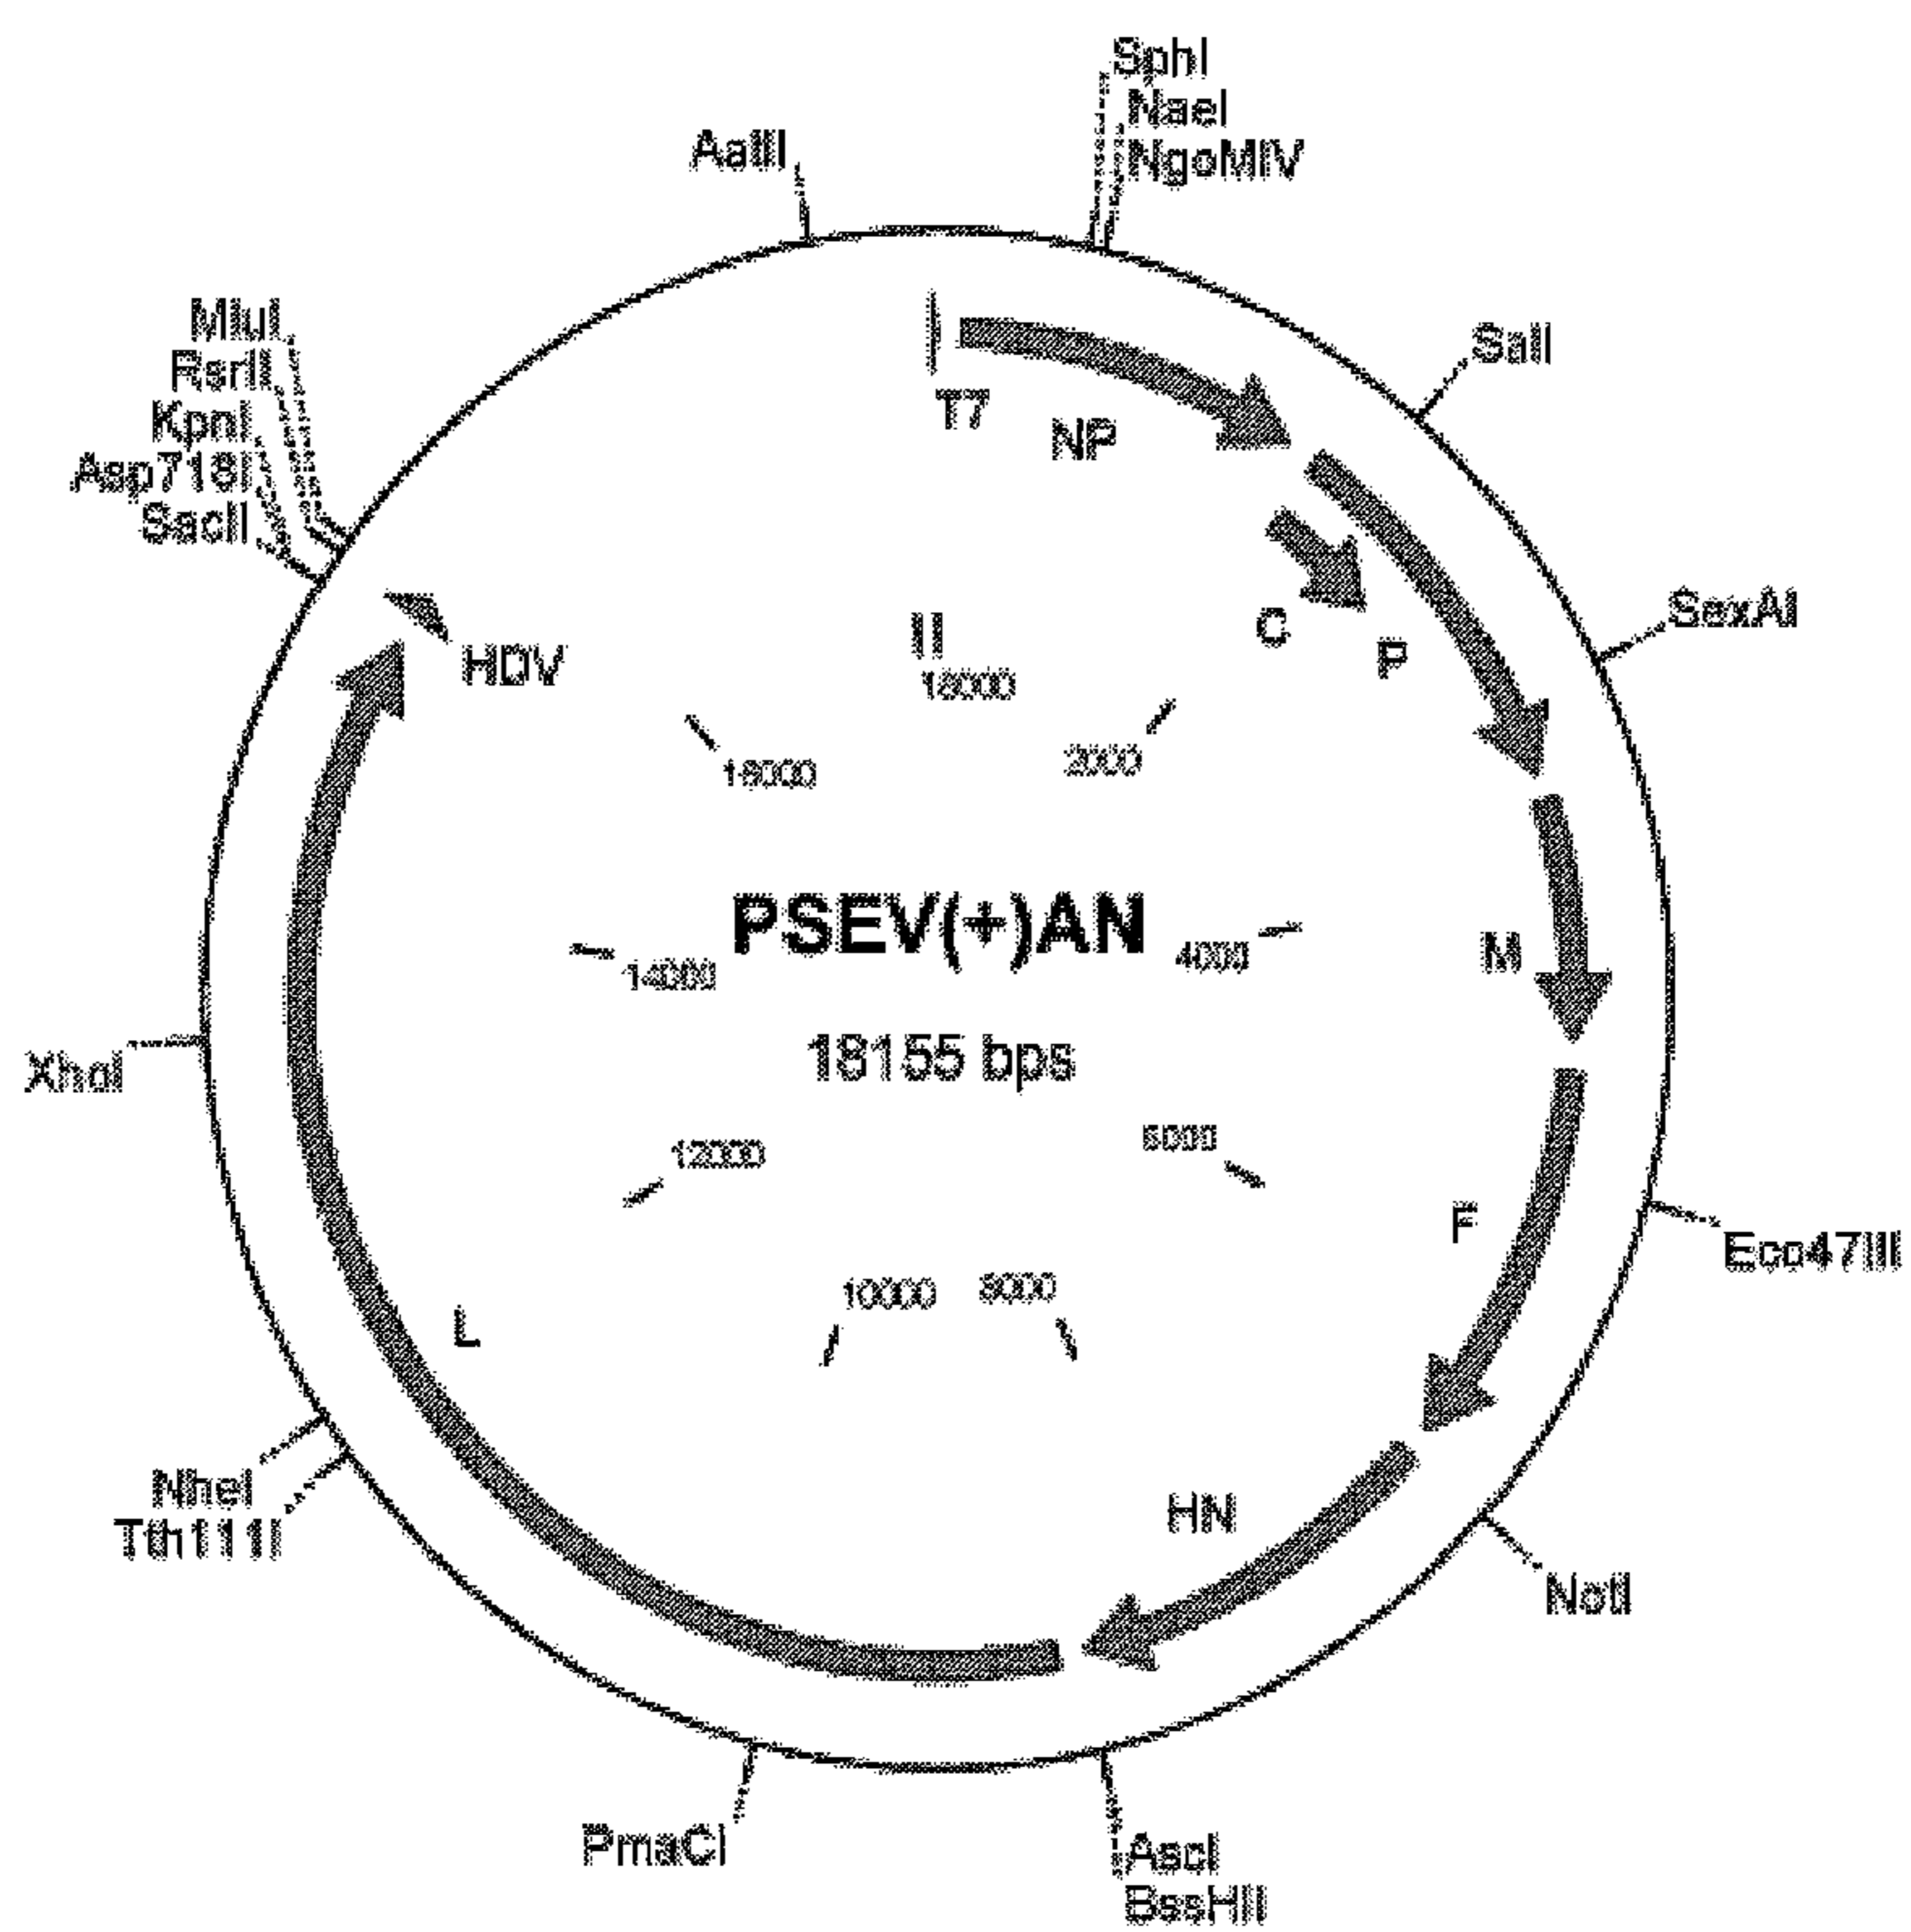 SphI
NaeI
NgoMIV
AatII
SalI
MluI
RsrII
KpnI
Asp718I
SacII
T7
NP
SexAI
C
P
HDV
18000
16000
2000
PSEV(+)AN
14000
4000
M
18155 bps
XhoI
12000
6000
F
Eco47III
10000
8000
L
NheI
Tth111I
HN
NotI
PmaCI
AscI
BssHII